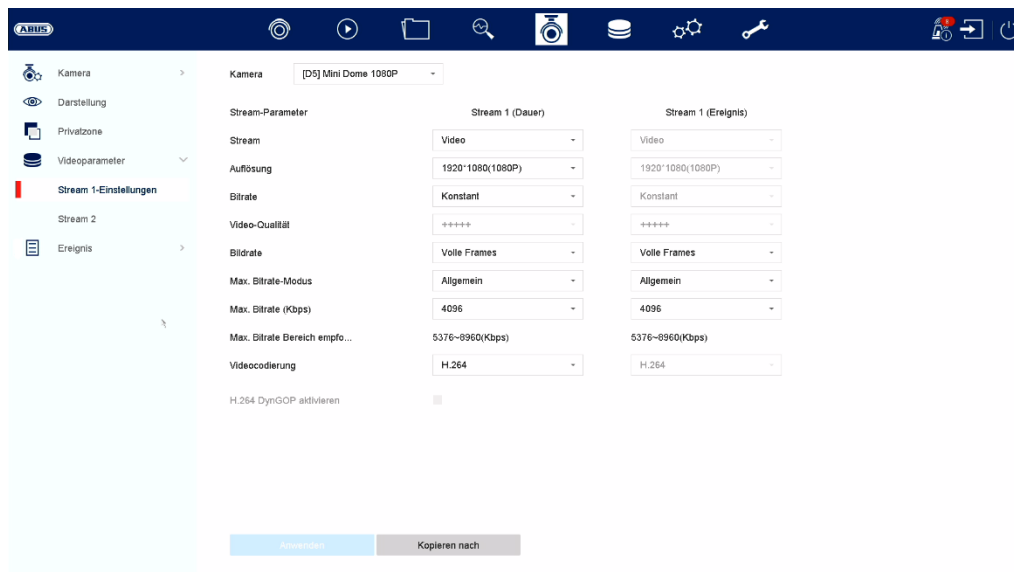 ABUS
8
Kamera
Darstellung
Privatzone
Videoparameter
Stream 1-Einstellungen
Stream 2
Ereignis
Kamera [D5] Mini Dome 1080P
Stream-Parameter Stream 1 (Dauer) Stream 1 (Ereignis)
Stream Video Video
Auflösung 1920*1080(1080P) 1920*1080(1080P)
Bitrate Konstant Konstant
Video-Qualität +++++ +++++
Bildrate Volle Frames Volle Frames
Max. Bitrate-Modus Allgemein Allgemein
Max. Bitrate (Kbps) 4096 4096
Max. Bitrate Bereich empfo... 5376~8960(Kbps) 5376~8960(Kbps)
Videocodierung H.264 H.264
H.264 DynGOP aktivieren
Anwenden Kopieren nach